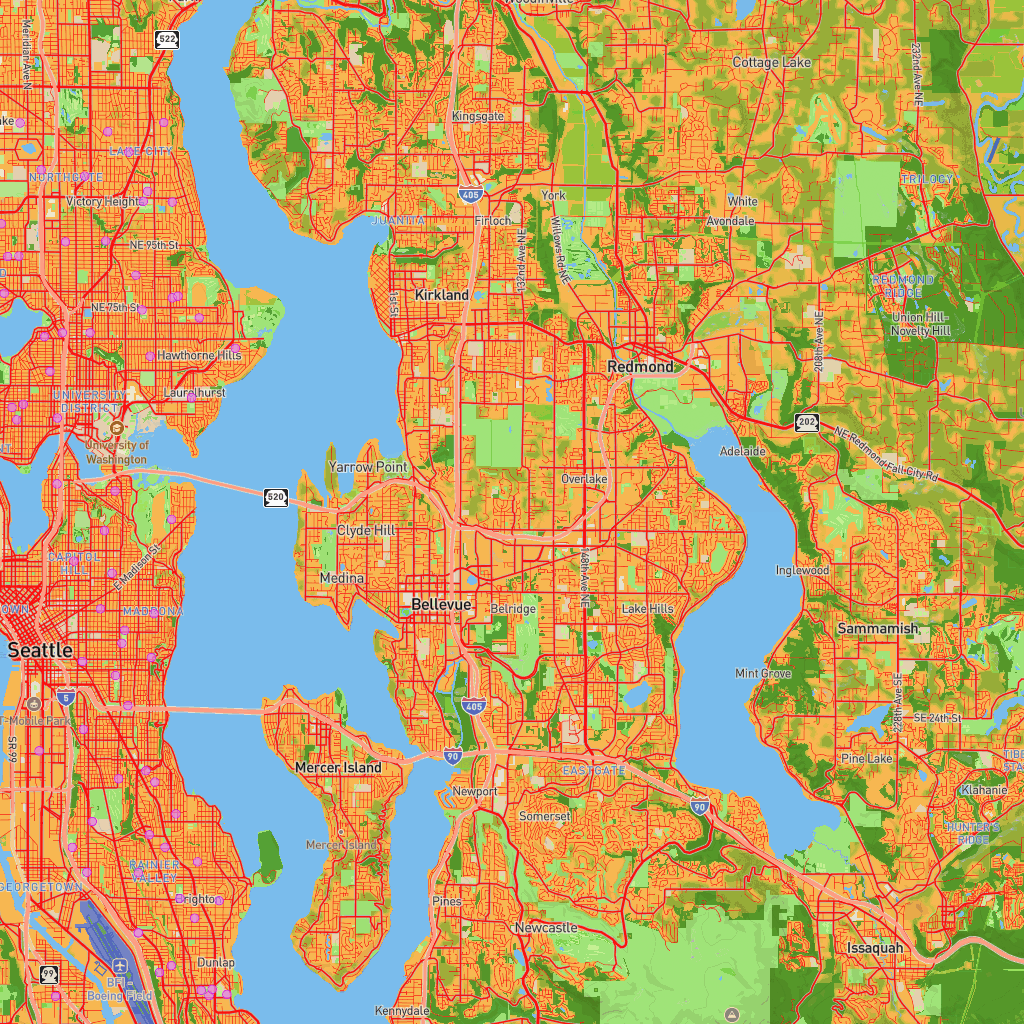 Woodinville
522
Meridian Ave N
232nd Ave NE
Cottage Lake
Kingsgate
LAKE CITY
NORTHGATE
TRILOGY
405
York
White
Victory Heights
Firloch
Avondale
JUANITA
NE 95th St
132nd Ave NE
Willows Rd NE
REDMOND
RIDGE
Kirkland
1st St
NE 75th St
Union Hill-
Novelty Hill
208th Ave NE
Hawthorne Hills
Redmond
Laurelhurst
UNIVERSITY
DISTRICT
202
University of
Washington
NE Redmond-Fall City Rd
Adelaide
Yarrow Point
Overlake
520
Clyde Hill
CAPITOL
HILL
E Madison St
148th Ave NE
Inglewood
Medina
Bellevue
Belridge
Lake Hills
MADRONA
Sammamish
Seattle
Mint Grove
5
T-Mobile Park
405
228th Ave SE
SE 24th St
SR 99
90
Pine Lake
Mercer Island
EASTGATE
Klahanie
Newport
90
Somerset
HUNTER'S
RIDGE
Mercer Island
RAINIER
VALLEY
GEORGETOWN
Brighton
Pines
Newcastle
Issaquah
Dunlap
99
BFI
Boeing Field
Kennydale